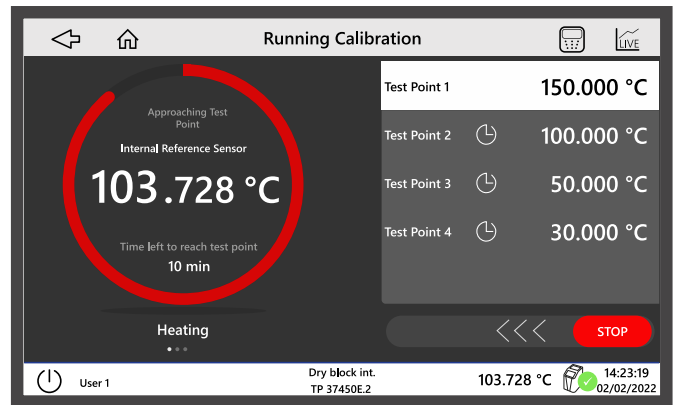 Running Calibration
LIVE
Approaching Test
Point
Internal Reference Sensor
103.728 °C
Time left to reach test point
10 min
Heating
Test Point 1 150.000 °C
Test Point 2 100.000 °C
Test Point 3 50.000 °C
Test Point 4 30.000 °C
STOP
User 1
Dry block int.
TP 37450E.2
103.728 °C
14:23:19
02/02/2022